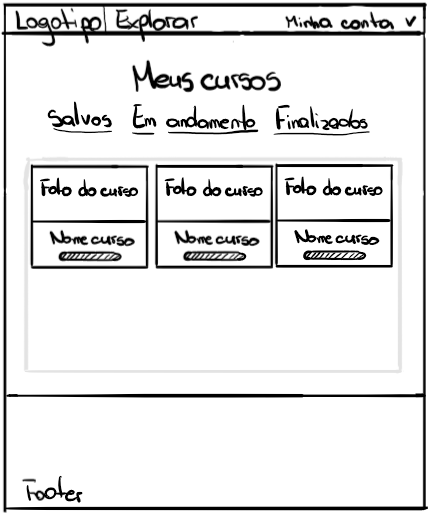 Logotipo Explorar Minha conta v
Meus cursos
Salvos Em andamento Finalizados
Foto do curso Foto do curso Foto do curso
Nome curso Nome curso Nome curso
Footer